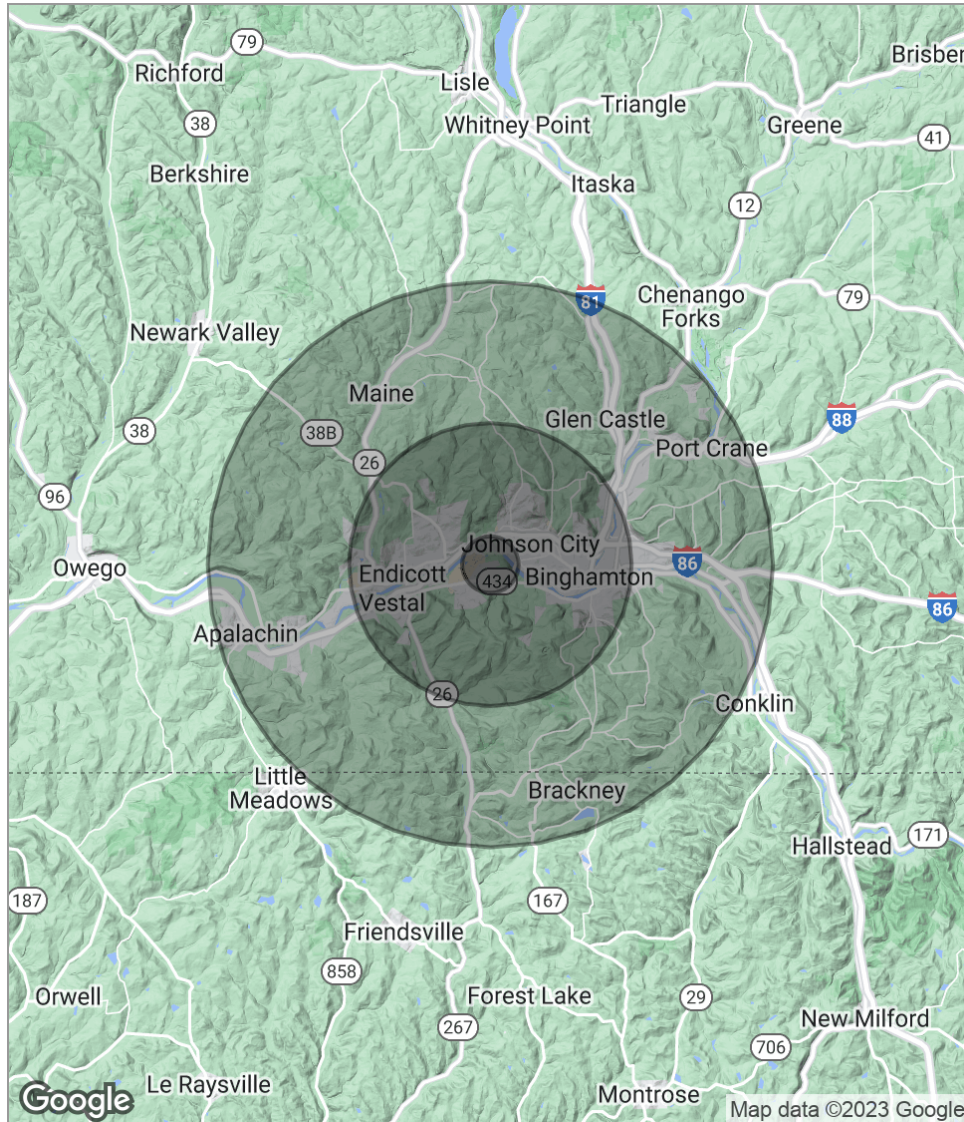 79
Richford
Lisle
Brisben
Triangle
Whitney Point
Greene
38
41
Berkshire
Itaska
12
81
Chenango
Forks
79
Newark Valley
Maine
Glen Castle
88
38B
38
Port Crane
26
96
Johnson City
Owego
86
Endicott
434
Binghamton
Vestal
86
Apalachin
26
Conklin
Little
Meadows
Brackney
171
Hallstead
187
167
Friendsville
858
Orwell
Forest Lake
29
267
New Milford
706
Le Raysville
Montrose
Google
Map data ©2023 Google